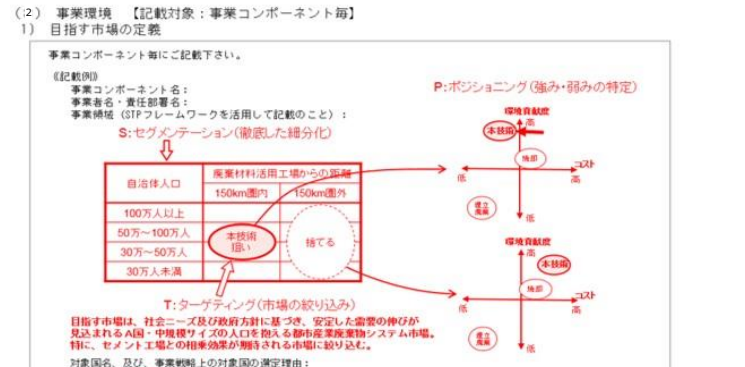 (2) 事業環境 【記載対象：事業コンポーネント毎】
1) 目指す市場の定義
事業コンポーネント毎にご記載下さい。
《記載例》
事業コンポーネント名：
事業者名・責任部署名：
事業領域（STPフレームワークを活用して記載のこと）：
S:セグメンテーション(徹底した細分化)
自治体人口
廃棄材料活用工場からの距離
150km圏内
150km圏外
100万人以上
50万～100万人
30万～50万人
30万人未満
本技術
狙い
捨てる
T:ターゲティング(市場の絞り込み)
P:ポジショニング(強み・弱みの特定)
環境貢献度
高
本技術
コスト
低
高
埋立
廃棄
低
環境貢献度
高
本技術
コスト
低
高
埋立
廃棄
低
目指す市場は、社会ニーズ及び政府方針に基づき、安定した需要の伸びが
見込まれるA国・中規模サイズの人口を抱える都市産業廃棄物システム市場。
特に、セメント工場との相乗効果が期待される市場に絞り込む。
対象国名、及び、事業戦略上の対象国の選定理由：